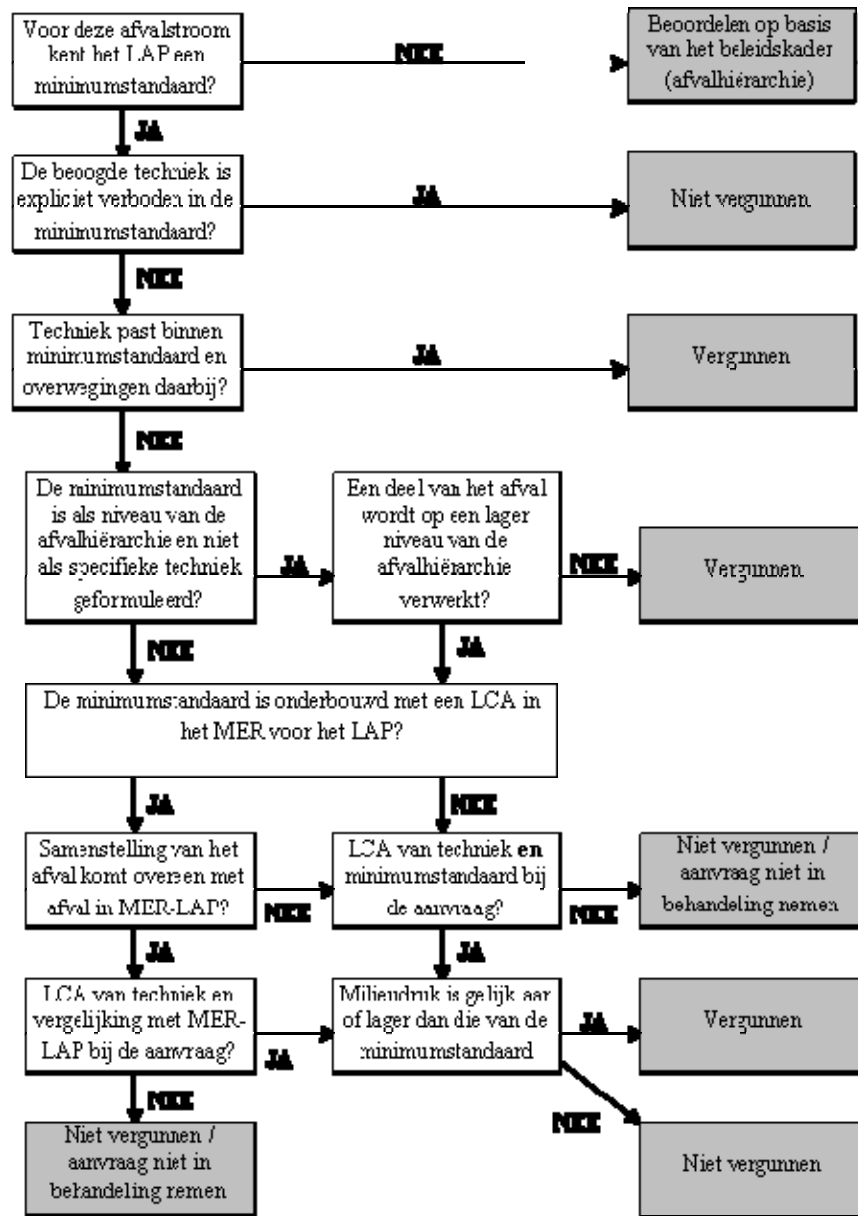 Voor deze afvalstroom
kent het LAP een
minimumstandaard?
NEE
Beoordelen op basis
van het beleidskader
(afvalhiërarchie)
JA
De beoogde techniek is
expliciet verboden in de
minimumstandaard?
JA
Niet vergunnen
NEE
Techniek past binnen
minimumstandaard en
overwegingen daarbij?
JA
Vergunnen
NEE
De minimumstandaard
is als niveau van de
afvalhiërarchie en niet
als specifieke techniek
geformuleerd?
JA
Een deel van het afval
wordt op een lager
niveau van de
afvalhiërarchie
verwerkt?
NEE
Vergunnen
NEE
JA
De minimumstandaard is onderbouwd met een LCA in
het MER voor het LAP?
JA
NEE
Samenstelling van het
afval komt overeen met
afval in MER-LAP?
NEE
LCA van techniek en
minimumstandaard bij
de aanvraag?
NEE
Niet vergunnen /
aanvraag niet in
behandeling nemen
JA
JA
LCA van techniek en
vergelijking met MER-
LAP bij de aanvraag?
JA
Milieudruk is gelijk aan
of lager dan die van de
minimumstandaard
JA
Vergunnen
NEE
NEE
Niet vergunnen /
aanvraag niet in
behandeling nemen
Niet vergunnen